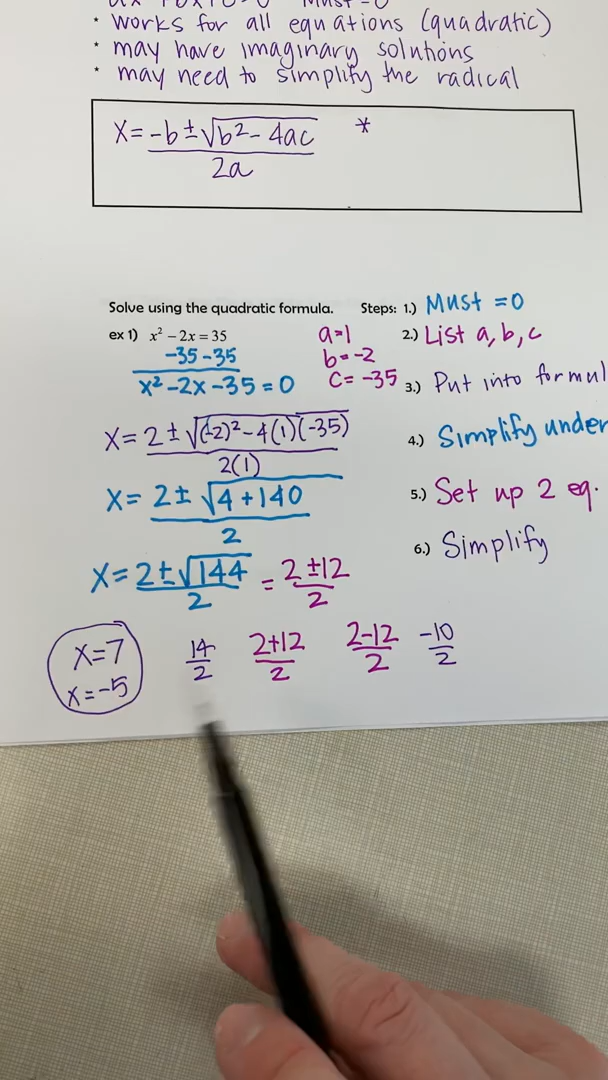 * works for all equations (quadratic)
* may have imaginary solutions
* may need to simplify the radical
x = -b ± √b² - 4ac / 2a *
Solve using the quadratic formula. Steps: 1.) Must = 0
ex 1) x² − 2x = 35 a=1 2.) List a, b, c
-35 -35 b=-2
x² - 2x - 35 = 0 c= -35 3.) Put into
x = 2 ± √(-2)² - 4(1)(-35) / 2(1) 4.) Simplify under
x = 2 ± √4 + 140 / 2 5.) Set up 2 eq.
x = 2 ± √144 / 2 = 2 ± 12 / 2 6.) Simplify
x = 7 14/2 2+12/2 2-12/2 -10/2
x = -5